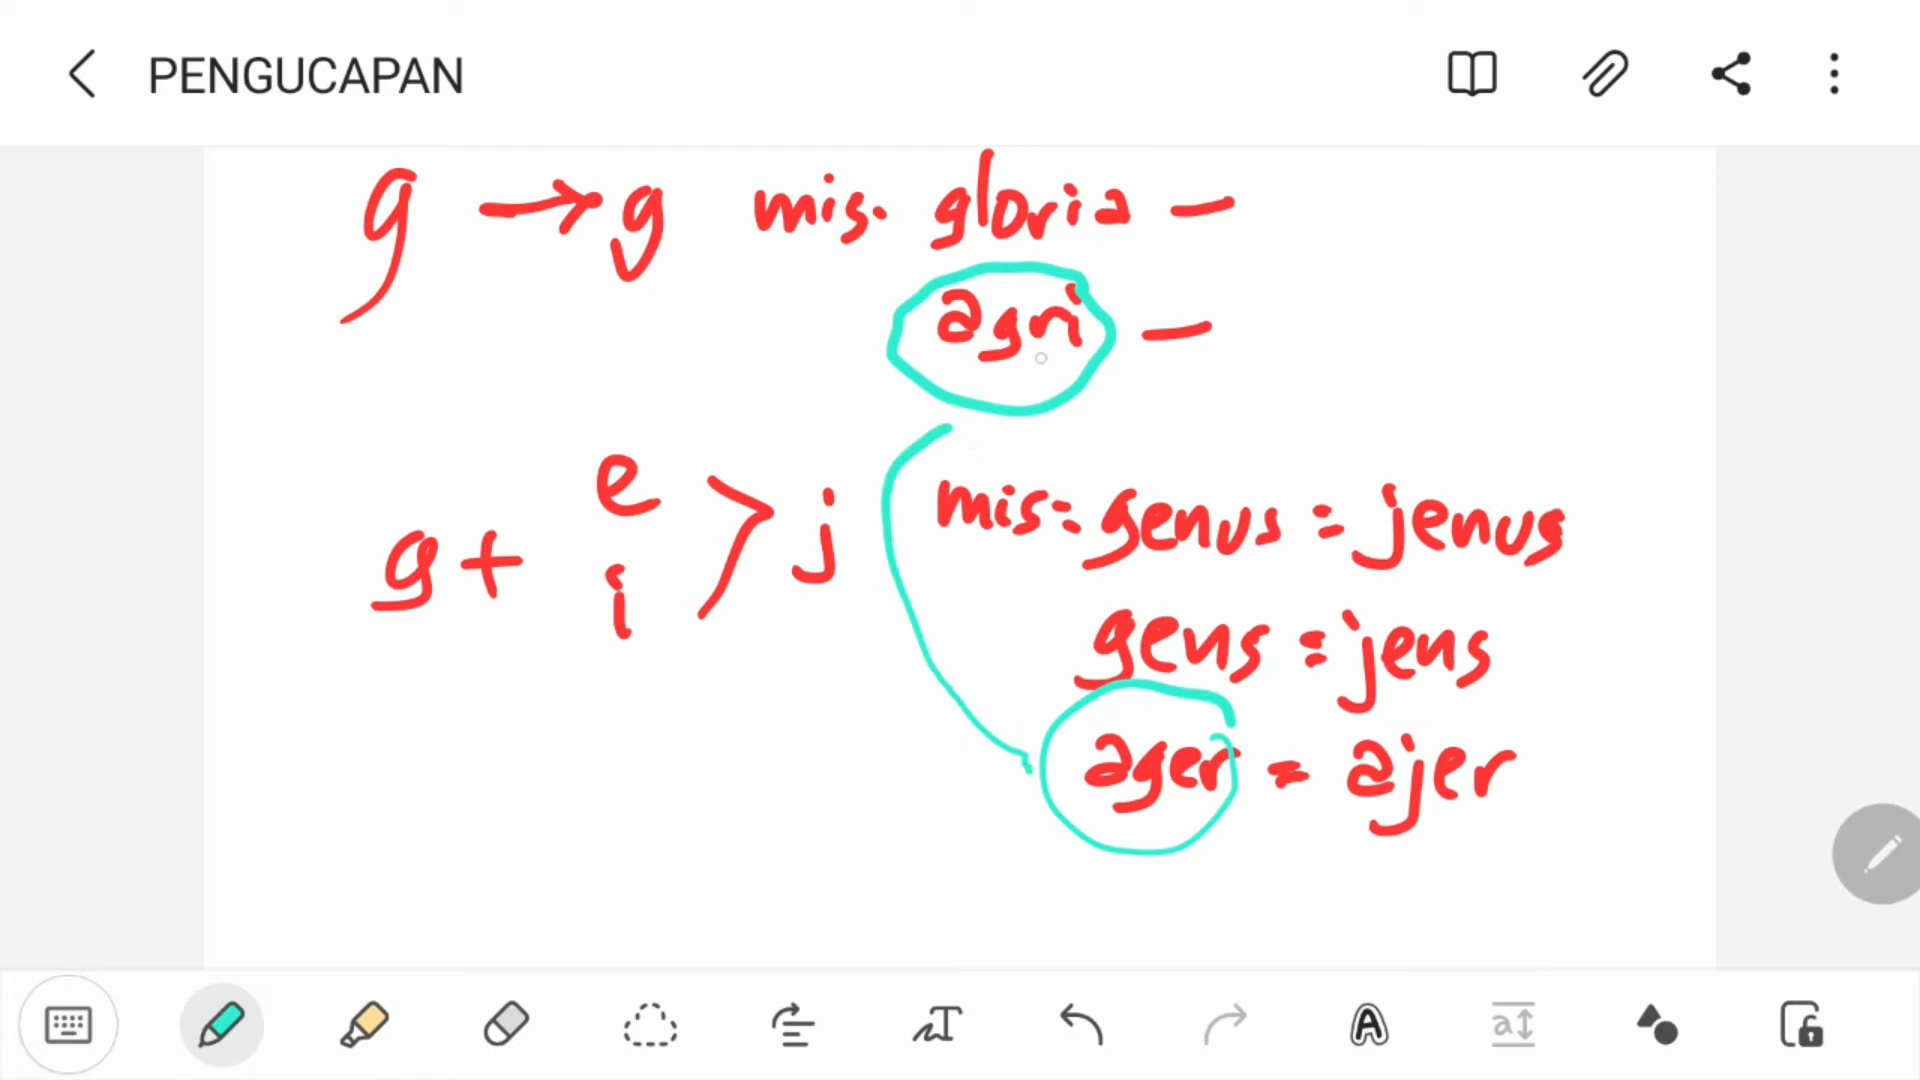 PENGUCAPAN
g → g mis. gloria —
agri —
g + e i > j
mis = genus = jenus
gens = jens
ager = ajer